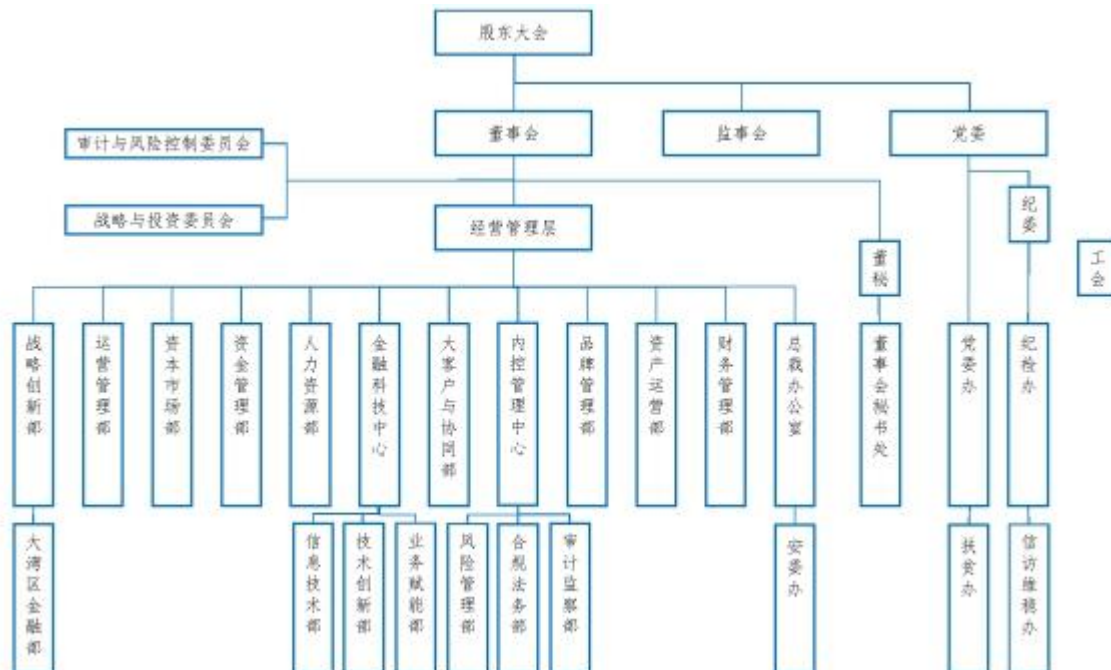 股东大会
董事会
监事会
党委
审计与风险控制委员会
战略与投资委员会
经营管理层
纪委
董秘
工会
战略创新部
运营管理部
资本市场部
资金管理部
人力资源部
金融科技中心
大客户与协同部
内控管理中心
品牌管理部
资产运营部
财务管理部
总裁办公室
董事会秘书处
党委办
纪检办
大湾区金融部
信息技术部
技术创新部
业务赋能部
风险管理部
合规法务部
审计监察部
安委办
扶贫办
信访维稳办